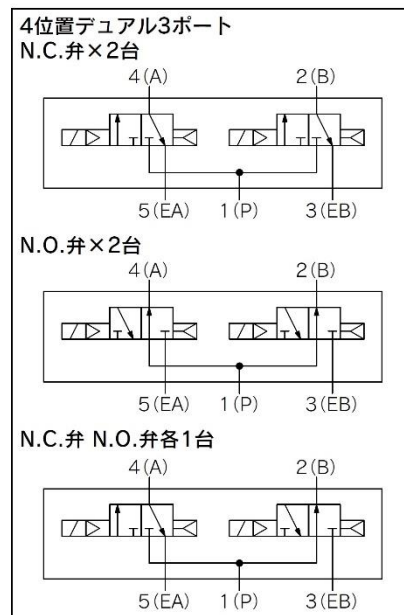 4位置デュアル3ポート
N.C.弁×2台
4(A) 2(B)
5(EA) 1(P) 3(EB)
N.O.弁×2台
4(A) 2(B)
5(EA) 1(P) 3(EB)
N.C.弁 N.O.弁各1台
4(A) 2(B)
5(EA) 1(P) 3(EB)